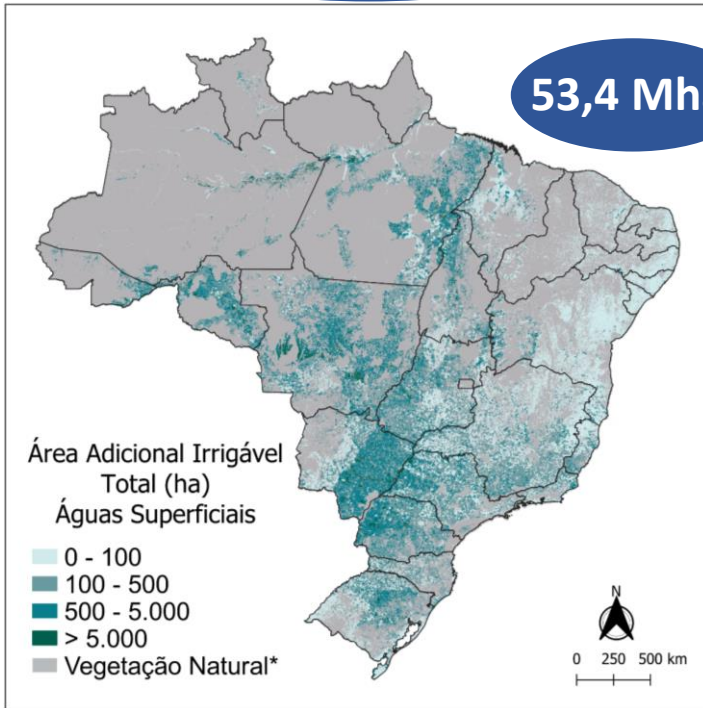 53,4 Mh
Área Adicional Irrigável
Total (ha)
Águas Superficiais
0 - 100
100 - 500
500 - 5.000
> 5.000
Vegetação Natural*
N
0 250 500 km